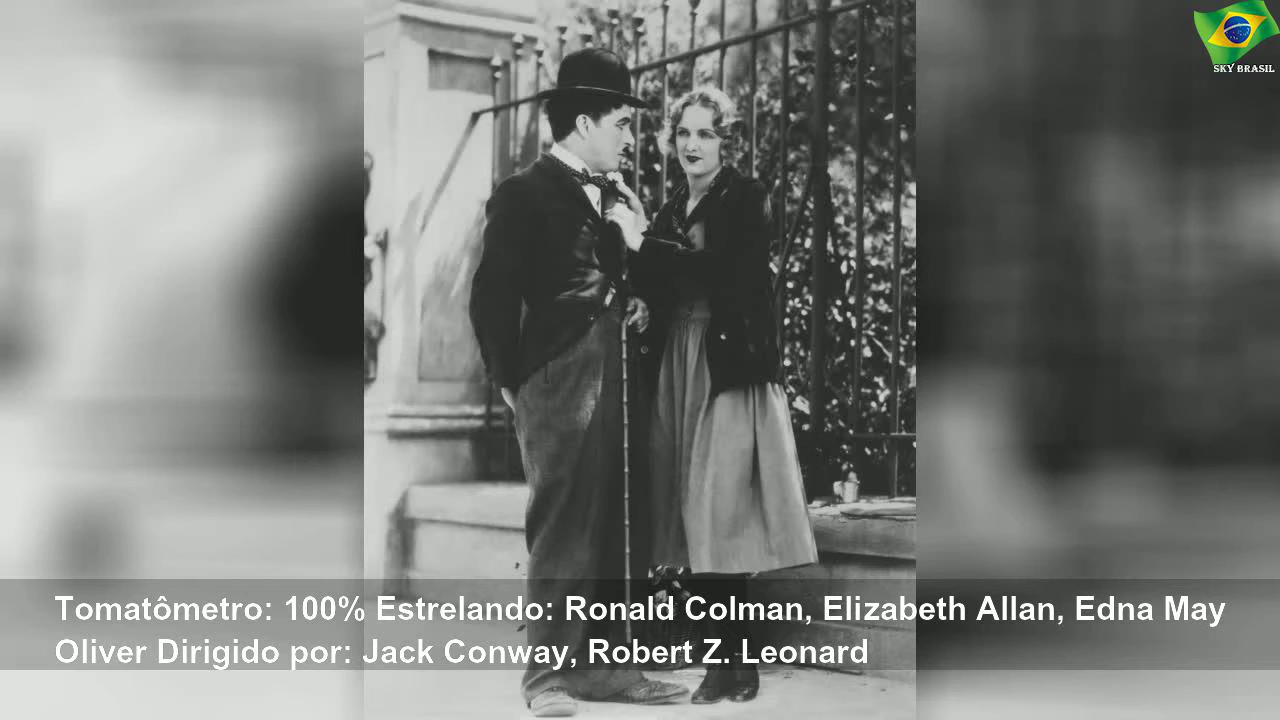 SKY BRASIL
Tomatômetro: 100% Estrelando: Ronald Colman, Elizabeth Allan, Edna May
Oliver Dirigido por: Jack Conway, Robert Z. Leonard